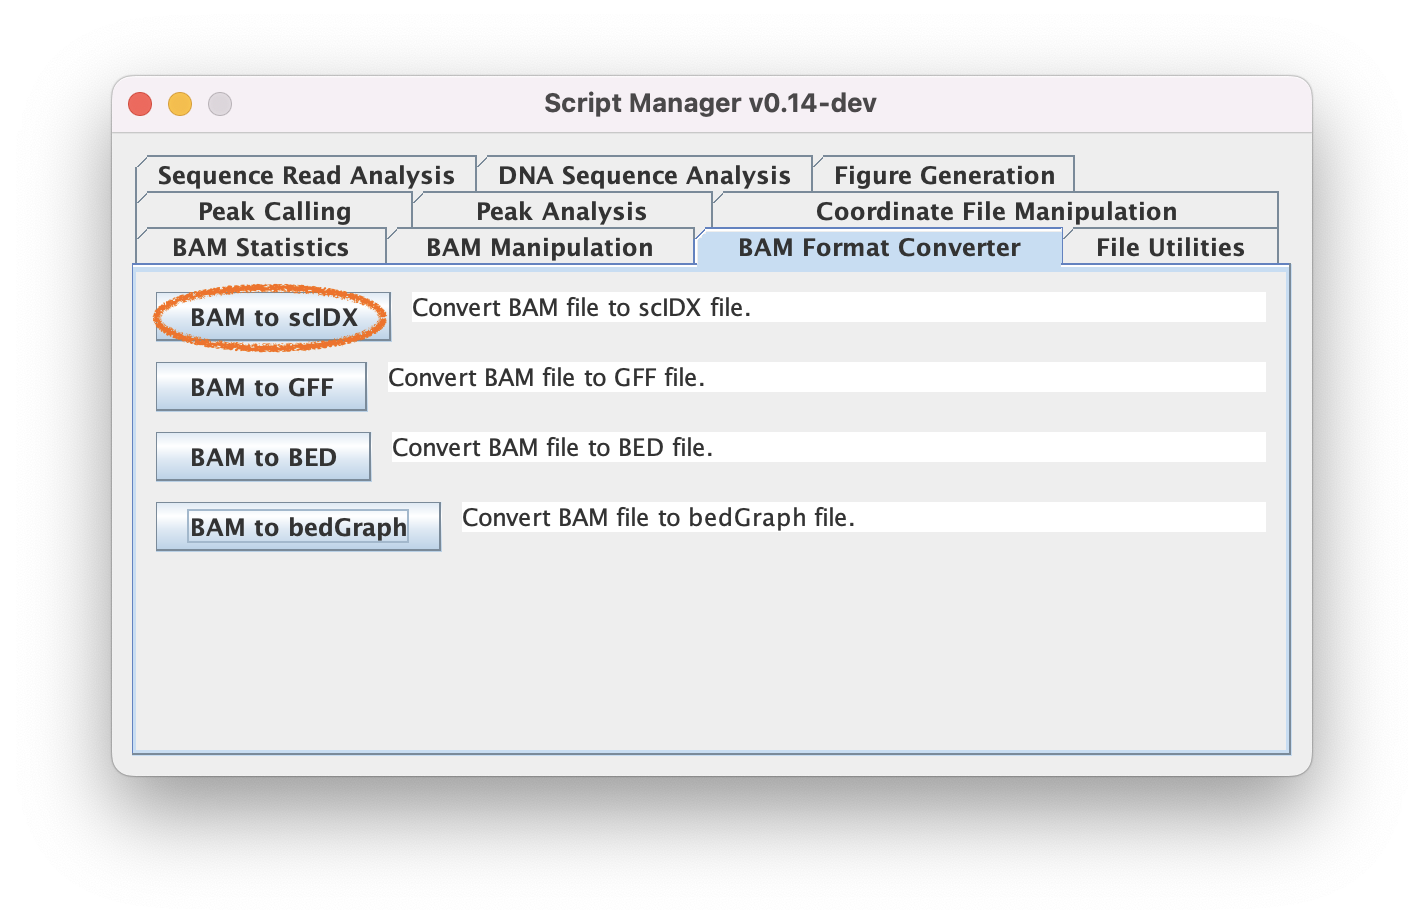 Script Manager v0.14-dev
Sequence Read Analysis DNA Sequence Analysis Figure Generation
Peak Calling Peak Analysis Coordinate File Manipulation
BAM Statistics BAM Manipulation BAM Format Converter File Utilities
BAM to scIDX Convert BAM file to scIDX file.
BAM to GFF Convert BAM file to GFF file.
BAM to BED Convert BAM file to BED file.
BAM to bedGraph Convert BAM file to bedGraph file.